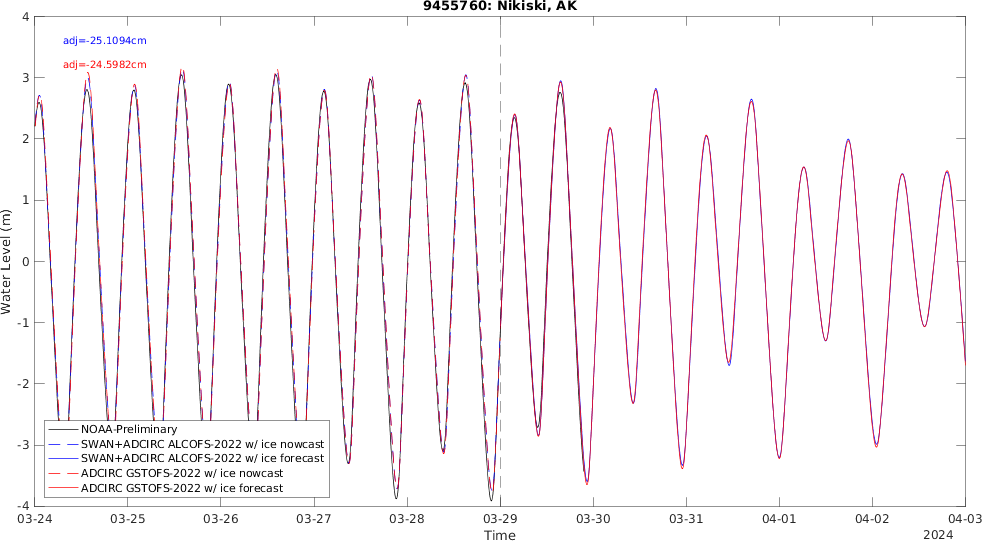 9455760: Nikiski, AK
adj=-25.1094cm
adj=-24.5982cm
Water Level (m)
4
3
2
1
0
-1
-2
-3
-4
NOAA-Preliminary
SWAN+ADCIRC ALCOFS-2022 w/ ice nowcast
SWAN+ADCIRC ALCOFS-2022 w/ ice forecast
ADCIRC GSTOFS-2022 w/ ice nowcast
ADCIRC GSTOFS-2022 w/ ice forecast
03-24 03-25 03-26 03-27 03-28 03-29 03-30 03-31 04-01 04-02 04-03
Time
2024